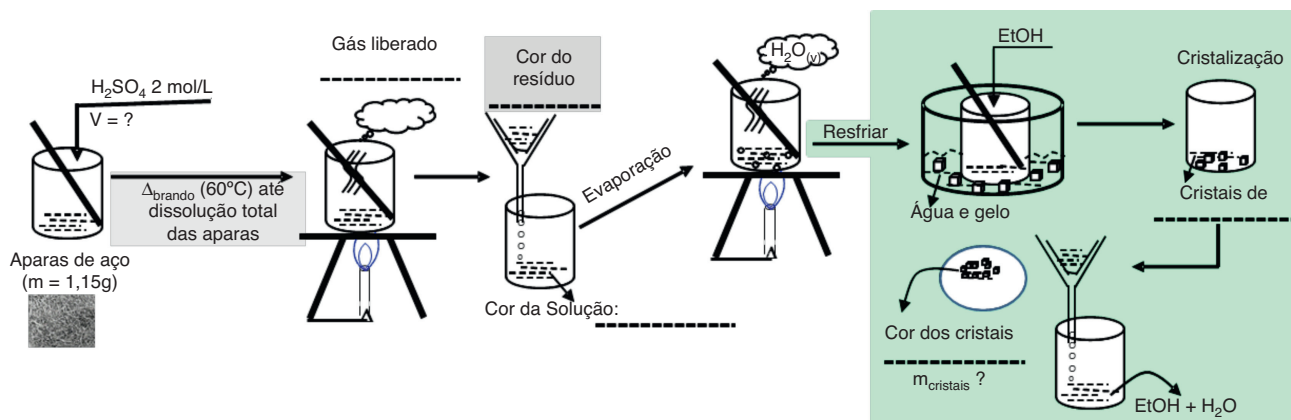 H2SO4 2 mol/L
V = ?
Aparas de aço
(m = 1,15g)
Δbrando (60ºC) até
dissolução total
das aparas
Gás liberado
Cor do
resíduo
Cor da Solução:
Evaporação
H2O(v)
Resfriar
EtOH
Água e gelo
Cristalização
Cristais de
Cor dos cristais
mcristais ?
EtOH + H2O